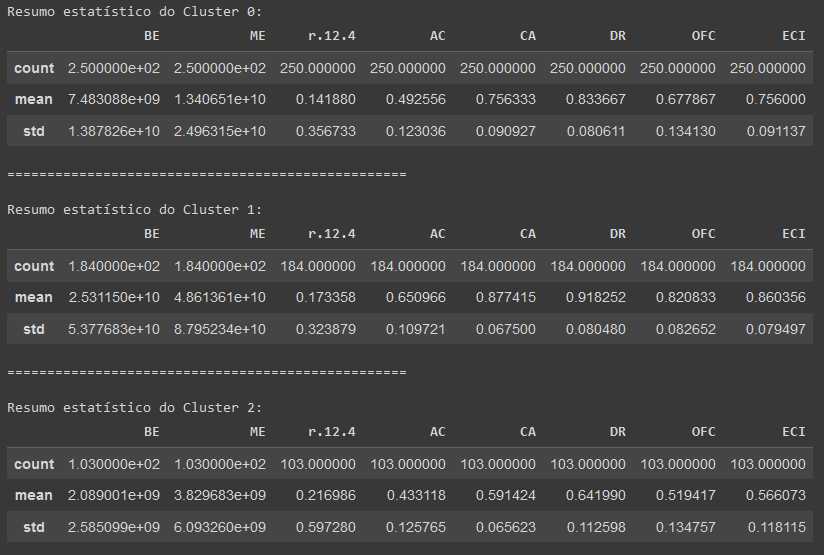 Resumo estatístico do Cluster 0:
BE ME r.12.4 AC CA DR OFC ECI
count 2.500000e+02 2.500000e+02 250.000000 250.000000 250.000000 250.000000 250.000000 250.000000
mean 7.483088e+09 1.340651e+10 0.141880 0.492556 0.756333 0.833667 0.677867 0.756000
std 1.387826e+10 2.496315e+10 0.356733 0.123036 0.090927 0.080611 0.134130 0.091137
==================================================
Resumo estatístico do Cluster 1:
BE ME r.12.4 AC CA DR OFC ECI
count 1.840000e+02 1.840000e+02 184.000000 184.000000 184.000000 184.000000 184.000000 184.000000
mean 2.531150e+10 4.861361e+10 0.173358 0.650966 0.877415 0.918252 0.820833 0.860356
std 5.377683e+10 8.795234e+10 0.323879 0.109721 0.067500 0.080480 0.082652 0.079497
==================================================
Resumo estatístico do Cluster 2:
BE ME r.12.4 AC CA DR OFC ECI
count 1.030000e+02 1.030000e+02 103.000000 103.000000 103.000000 103.000000 103.000000 103.000000
mean 2.089001e+09 3.829683e+09 0.216986 0.433118 0.591424 0.641990 0.519417 0.566073
std 2.585099e+09 6.093260e+09 0.597280 0.125765 0.065623 0.112598 0.134757 0.118115